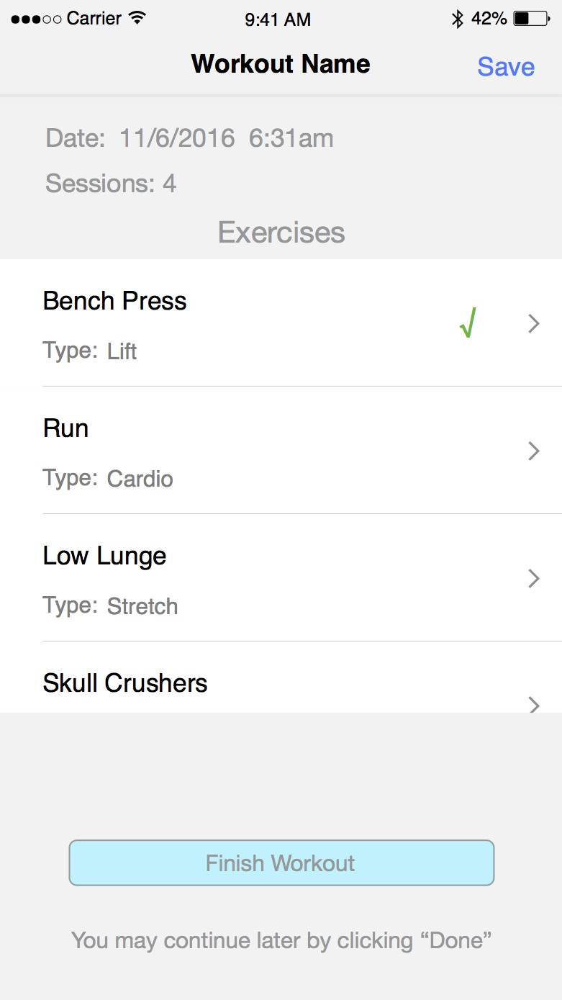 Carrier 9:41 AM 42%
Workout Name Save
Date: 11/6/2016 6:31am
Sessions: 4
Exercises
Bench Press
√
Type: Lift
Run
Type: Cardio
Low Lunge
Type: Stretch
Skull Crushers
Finish Workout
You may continue later by clicking “Done”